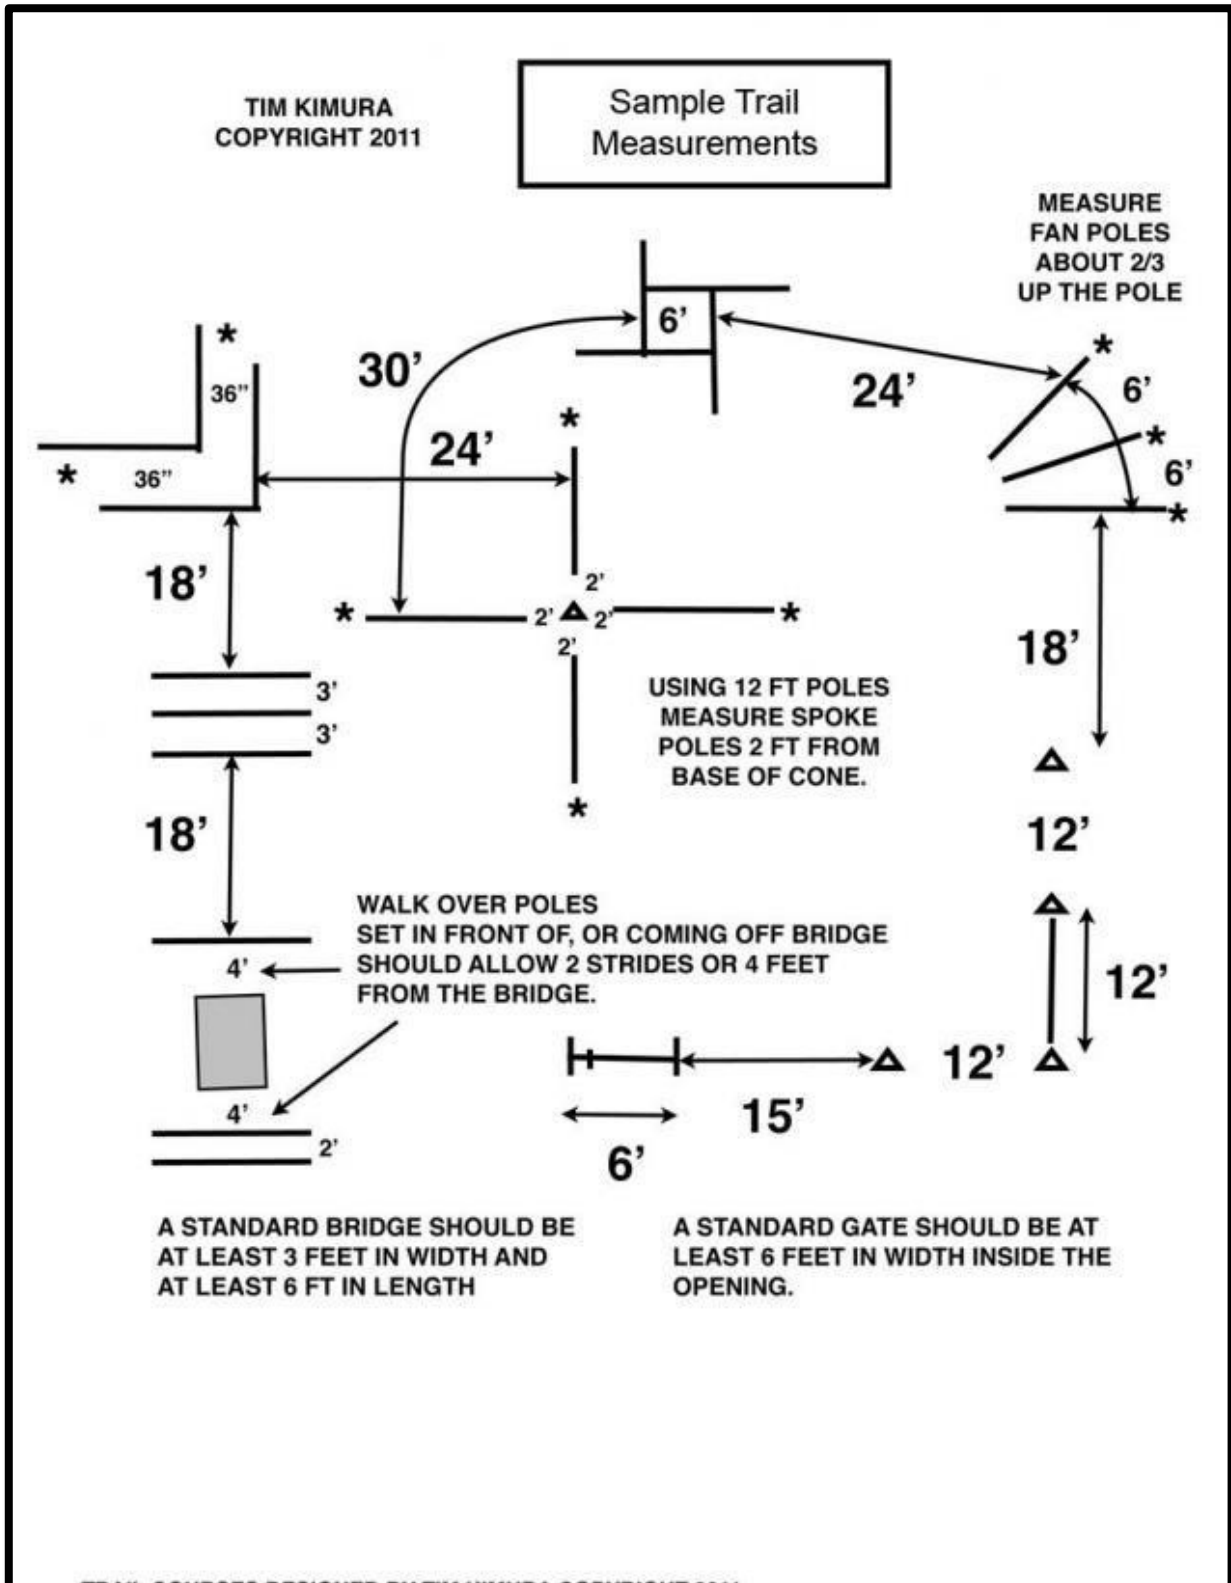 TIM KIMURA
COPYRIGHT 2011
Sample Trail
Measurements
MEASURE
FAN POLES
ABOUT 2/3
UP THE POLE
6’
30’
*
36”
24’
*
6’
*
24’
*
6’
*
36”
*
18’
2’
*
2’
2’
*
2’
18’
3’
3’
USING 12 FT POLES
MEASURE SPOKE
POLES 2 FT FROM
BASE OF CONE.
*
18’
12’
WALK OVER POLES
SET IN FRONT OF, OR COMING OFF BRIDGE
SHOULD ALLOW 2 STRIDES OR 4 FEET
FROM THE BRIDGE.
4’
12’
12’
4’
15’
2’
6’
A STANDARD BRIDGE SHOULD BE
AT LEAST 3 FEET IN WIDTH AND
AT LEAST 6 FT IN LENGTH
A STANDARD GATE SHOULD BE AT
LEAST 6 FEET IN WIDTH INSIDE THE
OPENING.